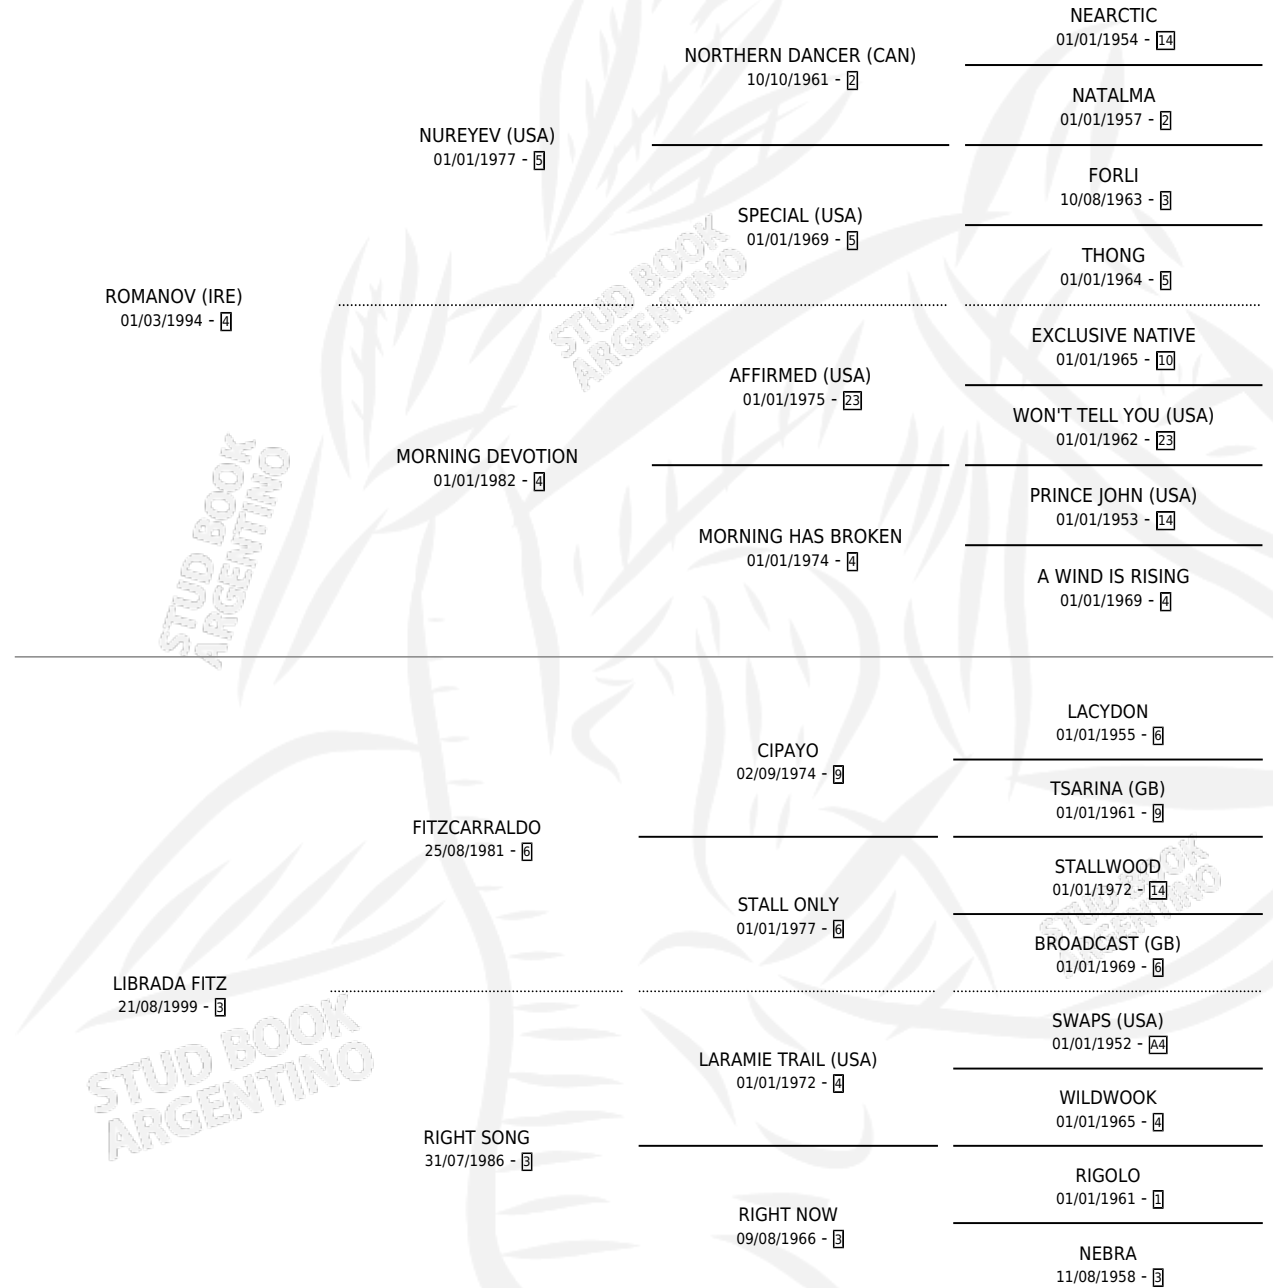 NEARCTIC
01/01/1954 - 14
NORTHERN DANCER (CAN)
10/10/1961 - 2
NATALMA
01/01/1957 - 2
NUREYEV (USA)
01/01/1977 - 5
FORLI
10/08/1963 - 3
SPECIAL (USA)
01/01/1969 - 5
THONG
01/01/1964 - 5
ROMANOV (IRE)
01/03/1994 - 4
EXCLUSIVE NATIVE
01/01/1965 - 10
AFFIRMED (USA)
01/01/1975 - 23
WON'T TELL YOU (USA)
01/01/1962 - 23
MORNING DEVOTION
01/01/1982 - 4
PRINCE JOHN (USA)
01/01/1953 - 14
MORNING HAS BROKEN
01/01/1974 - 4
A WIND IS RISING
01/01/1969 - 4
LACYDON
01/01/1955 - 6
CIPAYO
02/09/1974 - 9
TSARINA (GB)
01/01/1961 - 9
FITZCARRALDO
25/08/1981 - 6
STALLWOOD
01/01/1972 - 14
STALL ONLY
01/01/1977 - 6
BROADCAST (GB)
01/01/1969 - 6
LIBRADA FITZ
21/08/1999 - 3
SWAPS (USA)
01/01/1952 - A4
LARAMIE TRAIL (USA)
01/01/1972 - 4
WILDWOOK
01/01/1965 - 4
RIGHT SONG
31/07/1986 - 3
RIGOLO
01/01/1961 - 1
RIGHT NOW
09/08/1966 - 3
NEBRA
11/08/1958 - 3
STUD BOOK
ARGENTINO
STUD BOOK
ARGENTINO
STUD BOOK
ARGENTINO
STUD BOOK
ARGENTINO